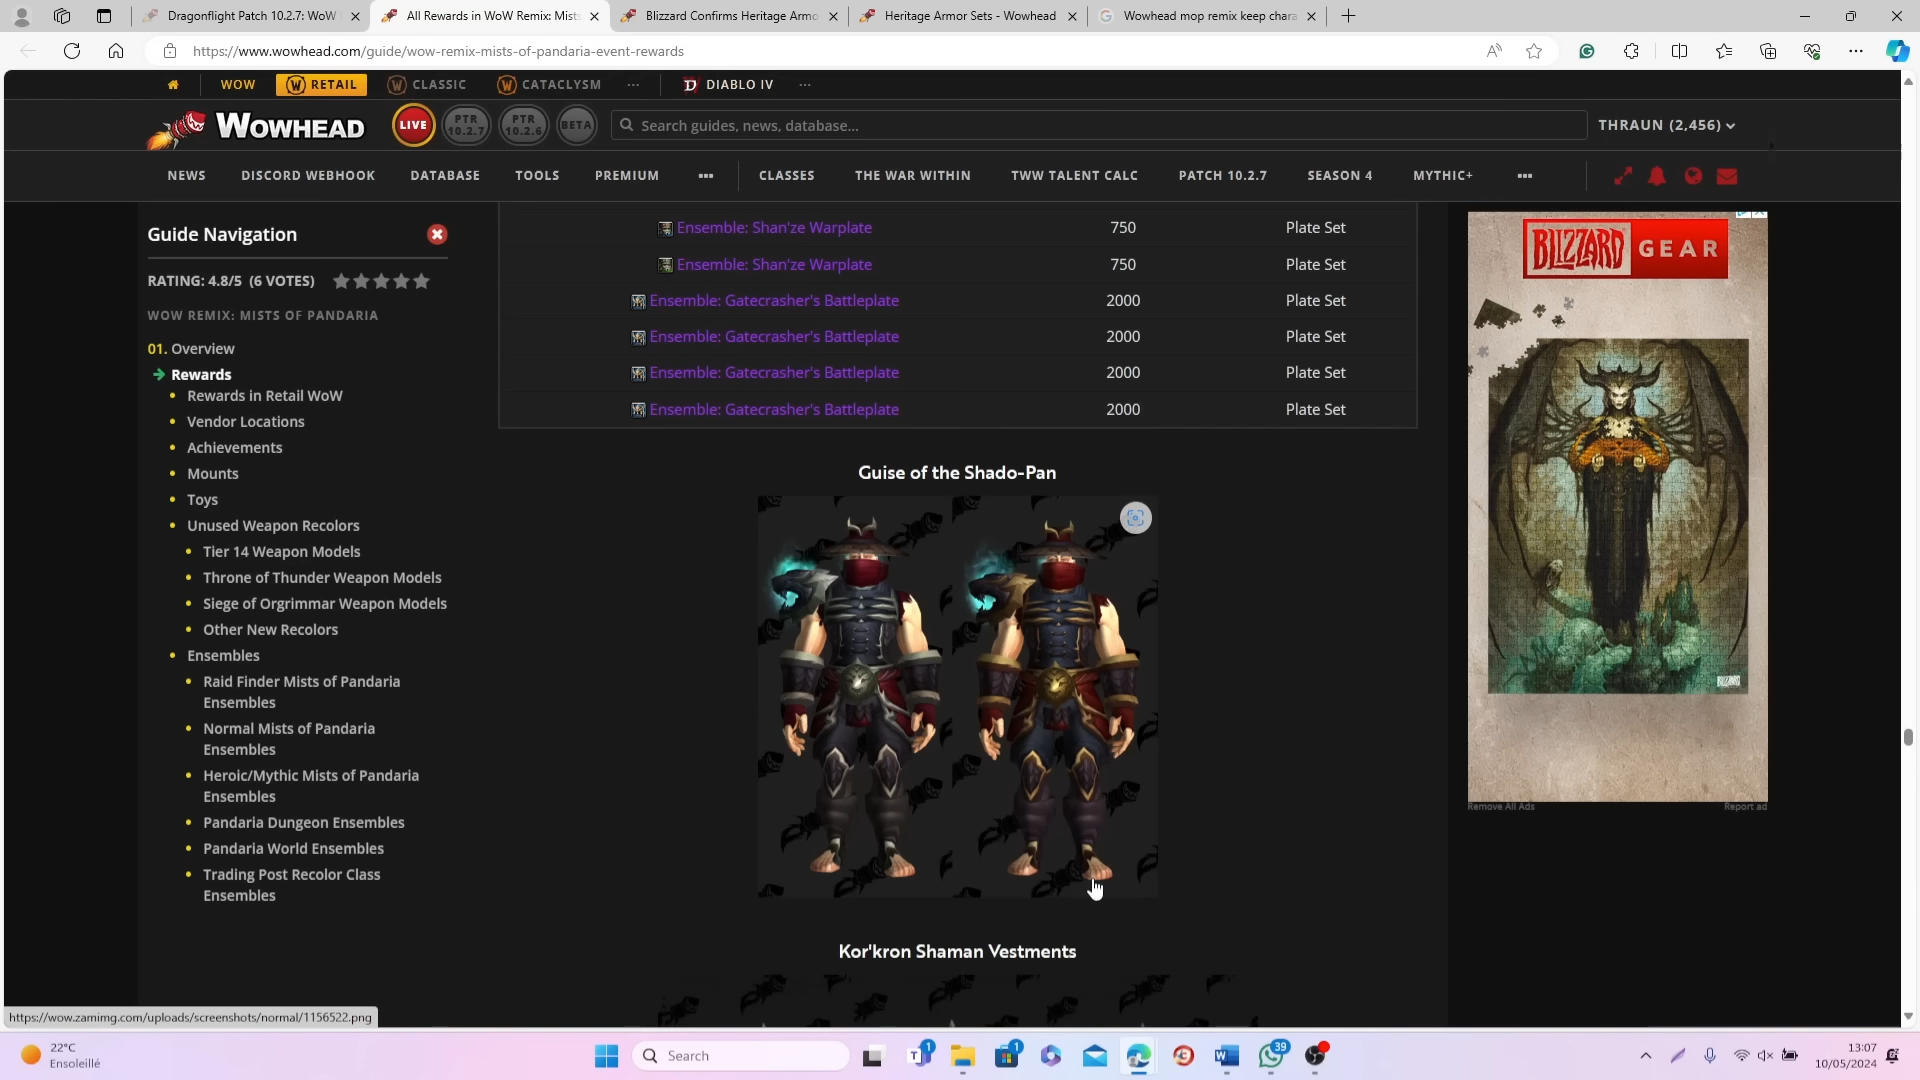 Dragonflight Patch 10.2.7: WoW
All Rewards in WoW Remix: Mists
Blizzard Confirms Heritage Armo
Heritage Armor Sets - Wowhead
Wowhead mop remix keep chara
https://www.wowhead.com/guide/wow-remix-mists-of-pandaria-event-rewards
WOW
RETAIL
CLASSIC
CATACLYSM
DIABLO IV
WOWHEAD
LIVE
PTR 10.2.7
PTR 10.2.6
BETA
Search guides, news, database...
THRAUN (2,456)
NEWS
DISCORD WEBHOOK
DATABASE
TOOLS
PREMIUM
CLASSES
THE WAR WITHIN
TWW TALENT CALC
PATCH 10.2.7
SEASON 4
MYTHIC+
Guide Navigation
RATING: 4.8/5 (6 VOTES)
WOW REMIX: MISTS OF PANDARIA
01. Overview
Rewards
Rewards in Retail WoW
Vendor Locations
Achievements
Mounts
Toys
Unused Weapon Recolors
Tier 14 Weapon Models
Throne of Thunder Weapon Models
Siege of Orgrimmar Weapon Models
Other New Recolors
Ensembles
Raid Finder Mists of Pandaria
Ensembles
Normal Mists of Pandaria
Ensembles
Heroic/Mythic Mists of Pandaria
Ensembles
Pandaria Dungeon Ensembles
Pandaria World Ensembles
Trading Post Recolor Class
Ensembles
Ensemble: Shan'ze Warplate 750 Plate Set
Ensemble: Shan'ze Warplate 750 Plate Set
Ensemble: Gatecrasher's Battleplate 2000 Plate Set
Ensemble: Gatecrasher's Battleplate 2000 Plate Set
Ensemble: Gatecrasher's Battleplate 2000 Plate Set
Ensemble: Gatecrasher's Battleplate 2000 Plate Set
Guise of the Shado-Pan
Kor'kron Shaman Vestments
BLIZZARD GEAR
Remove All Ads
Report ad
https://wow.zamimg.com/uploads/screenshots/normal/1156522.png
22°C
Ensoleillé
Search
1
1
39
13:07
10/05/2024